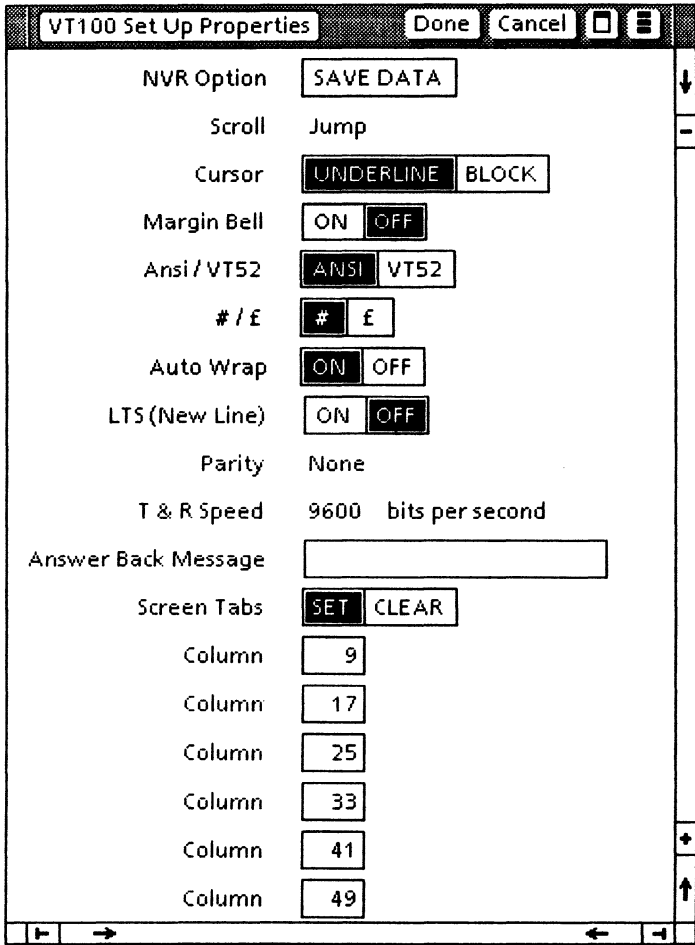 VT100 Set Up Properties Done Cancel
NVR Option SAVE DATA
Scroll Jump
Cursor UNDERLINE BLOCK
Margin Bell ON OFF
Ansi / VT52 ANSI VT52
# / £ # £
Auto Wrap ON OFF
LTS (New Line) ON OFF
Parity None
T & R Speed 9600 bits per second
Answer Back Message
Screen Tabs SET CLEAR
Column 9
Column 17
Column 25
Column 33
Column 41
Column 49